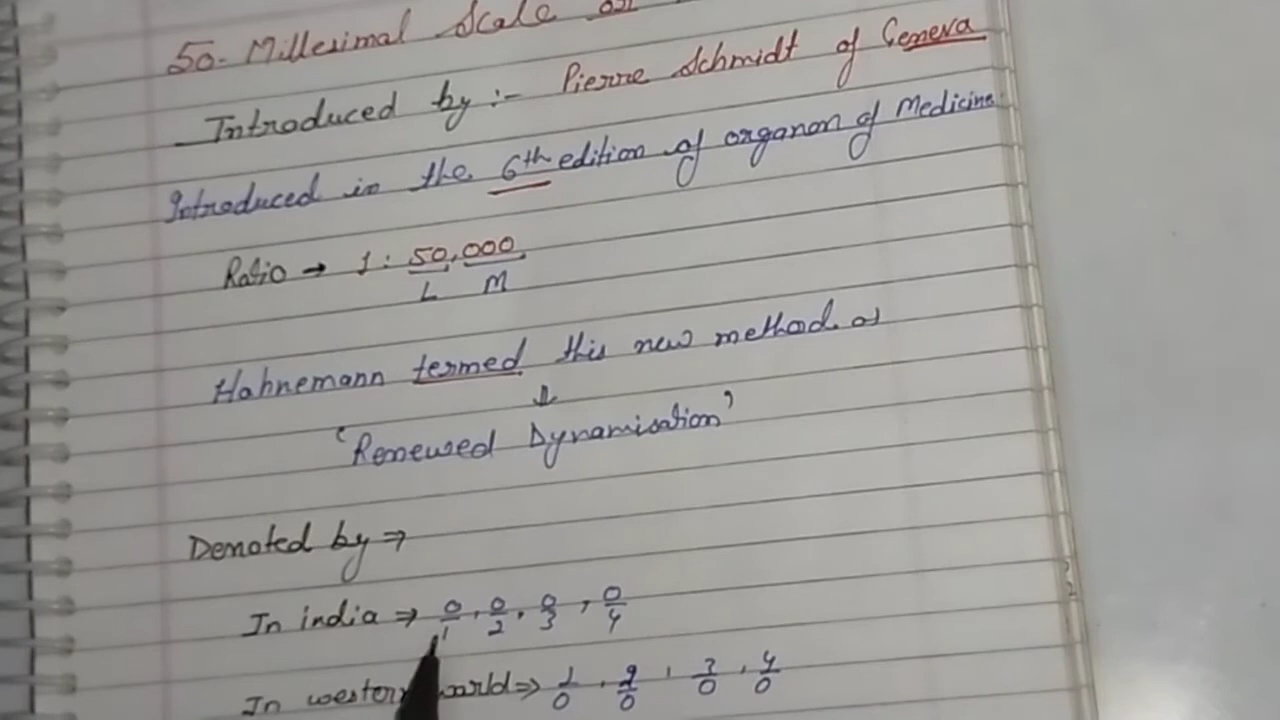 50. Millesimal Scale or
Introduced by :- Pierre Schmidt of Geneva
Introduced in the 6th edition of organon of Medicine
Ratio → 1 : 50,000
L M
Hahnemann termed this new method as
↓
'Renewed Dynamisation'
Denoted by ⇒
In india ⇒ 0/1, 0/2, 0/3, 0/4
In western world ⇒ 1/0, 2/0, 3/0, 4/0